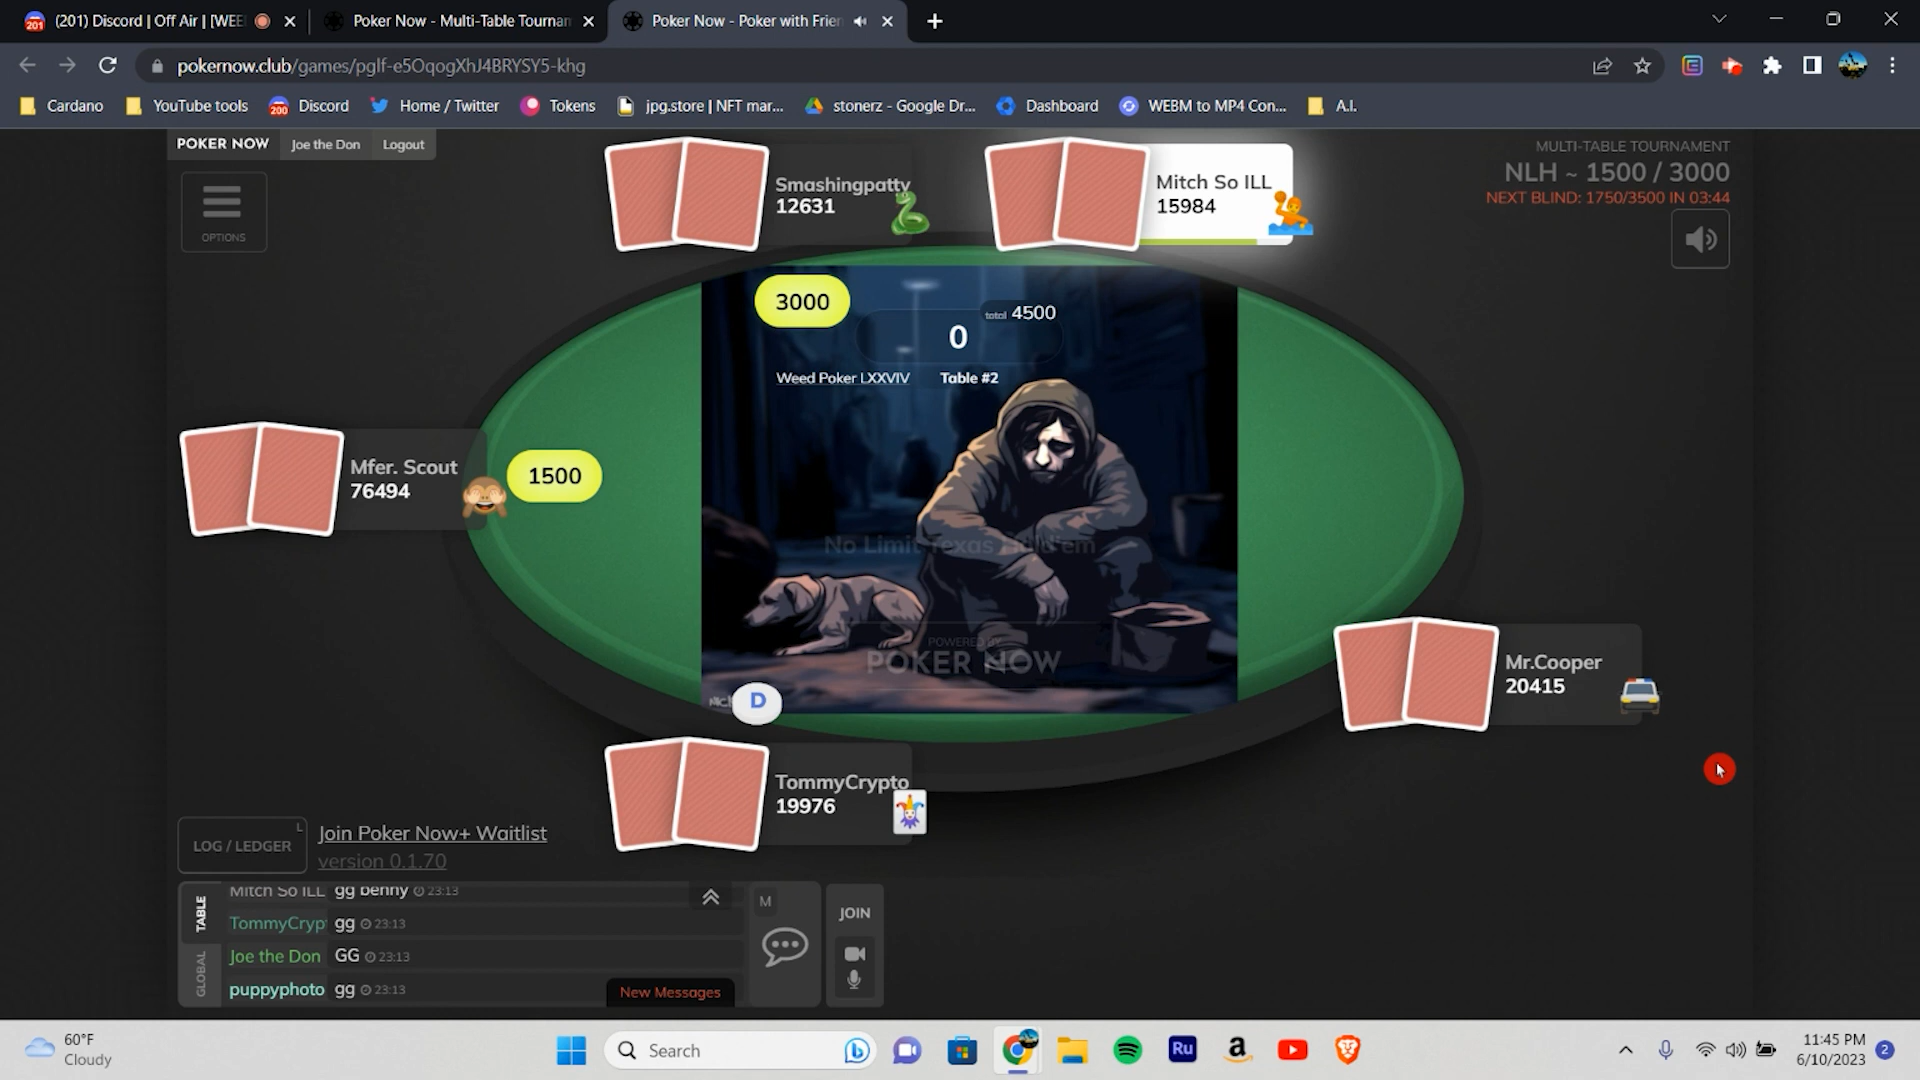 201
(201) Discord | Off Air | [WEE
Poker Now - Multi-Table Tournan
Poker Now - Poker with Frien
pokernow.club/games/pglf-e5OqogXhJ4BRYSY5-khg
Cardano
YouTube tools
200
Discord
Home / Twitter
Tokens
jpg.store | NFT mar...
stonerz - Google Dr...
Dashboard
WEBM to MP4 Con...
A.I.
POKER NOW
Joe the Don
Logout
OPTIONS
Smashingpatty
12631
Mitch So ILL
15984
MULTI-TABLE TOURNAMENT
NLH ~ 1500 / 3000
NEXT BLIND: 1750/3500 IN 03:44
3000
total 4500
0
Weed Poker LXXVIV
Table #2
Mfer. Scout
76494
1500
No Limit Texas Hold'em
POWERED BY
POKER NOW
Mr.Cooper
20415
D
TommyCrypto
19976
LOG / LEDGER
L
Join Poker Now+ Waitlist
version 0.1.70
TABLE
GLOBAL
Mitch So ILL gg benny 23:13
TommyCryp gg 23:13
Joe the Don GG 23:13
puppyphoto gg 23:13
New Messages
M
JOIN
60°F
Cloudy
Search
Ru
a
11:45 PM
6/10/2023
2